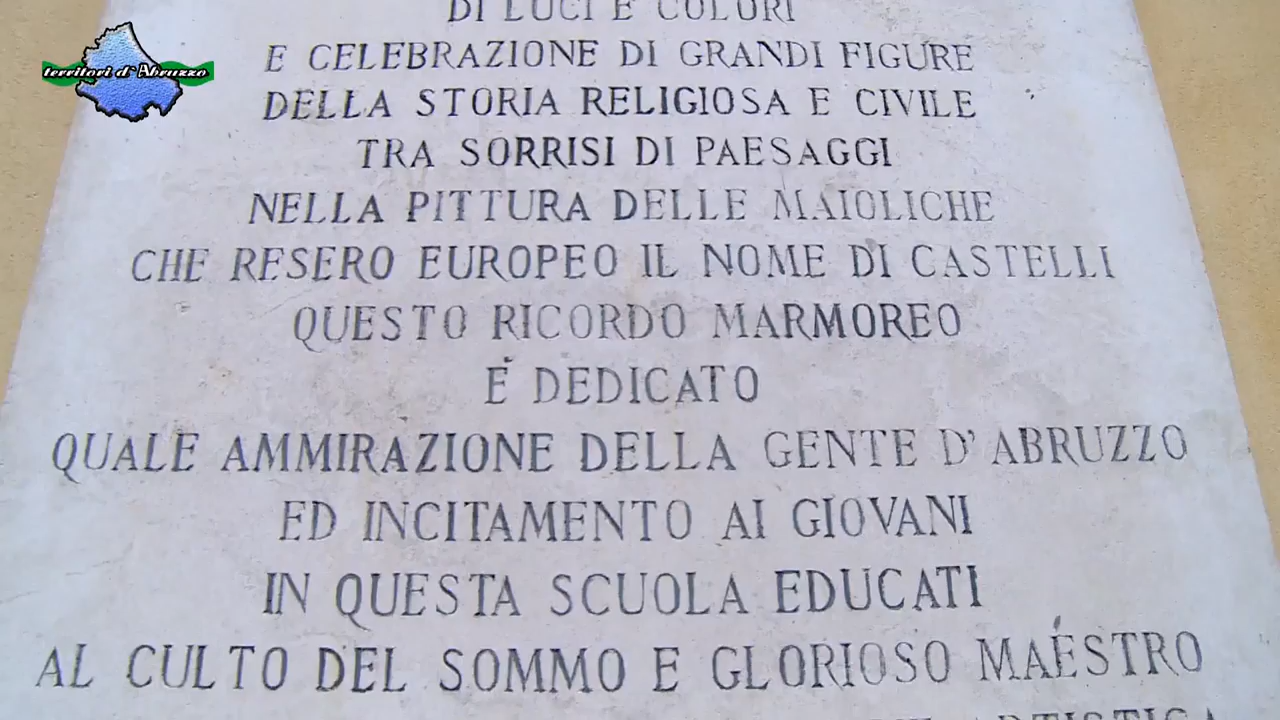 territori d'Abruzzo
DI LUCI E COLORI
E CELEBRAZIONE DI GRANDI FIGURE
DELLA STORIA RELIGIOSA E CIVILE
TRA SORRISI DI PAESAGGI
NELLA PITTURA DELLE MAIOLICHE
CHE RESERO EUROPEO IL NOME DI CASTELLI
QUESTO RICORDO MARMOREO
È DEDICATO
QUALE AMMIRAZIONE DELLA GENTE D'ABRUZZO
ED INCITAMENTO AI GIOVANI
IN QUESTA SCUOLA EDUCATI
AL CULTO DEL SOMMO E GLORIOSO MAESTRO
ARTISTICA